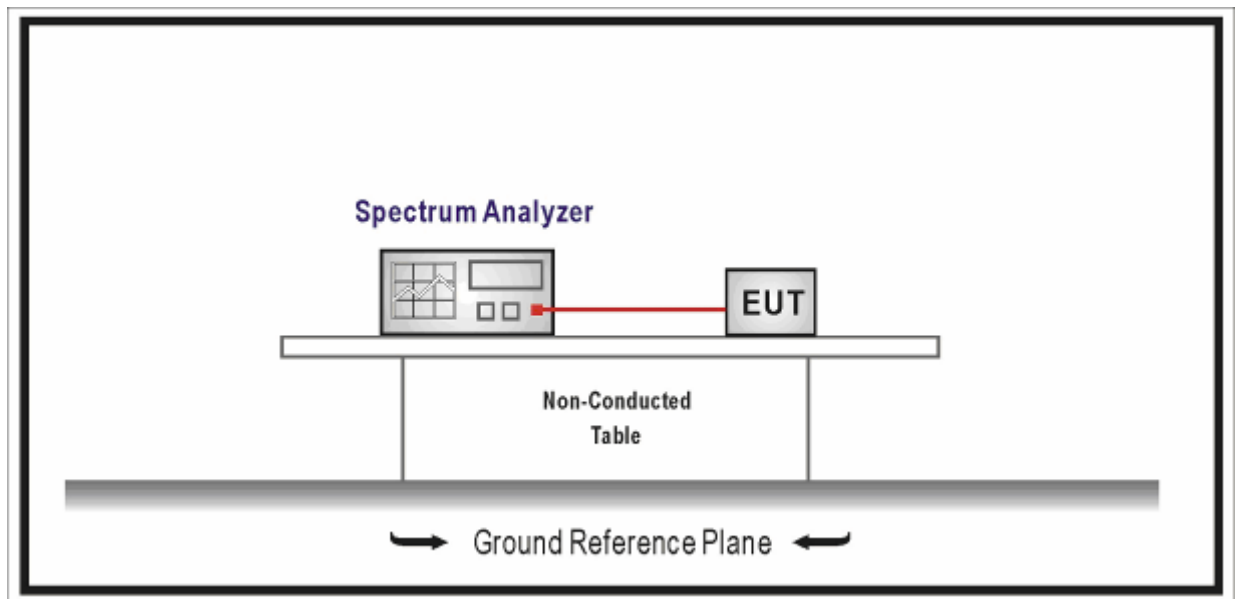 Spectrum Analyzer
EUT
Non-Conducted
Table
Ground Reference Plane